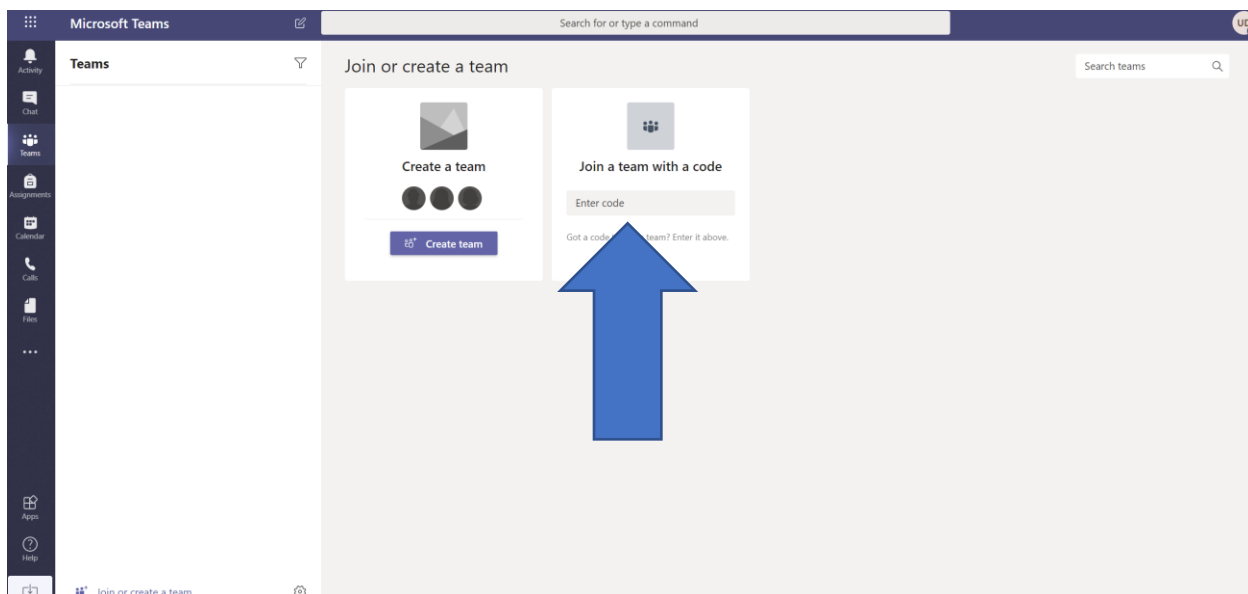 Microsoft Teams
Search for or type a command
UD
Activity
Chat
Teams
Assignments
Calendar
Calls
Files
Apps
Help
Teams
Join or create a team
Join or create a team
Search teams
Create a team
Create team
Join a team with a code
Enter code
Got a code team? Enter it above.